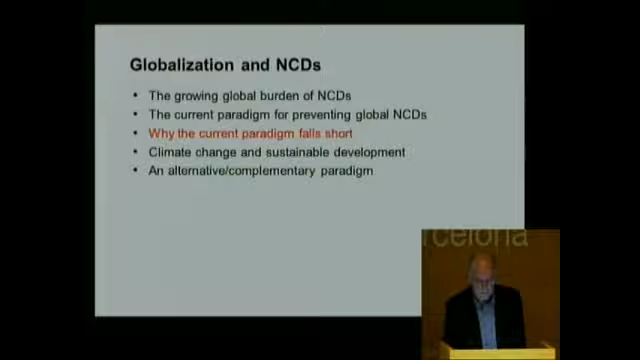 Globalization and NCDs
• The growing global burden of NCDs
• The current paradigm for preventing global NCDs
• Why the current paradigm falls short
• Climate change and sustainable development
• An alternative/complementary paradigm
rcelona